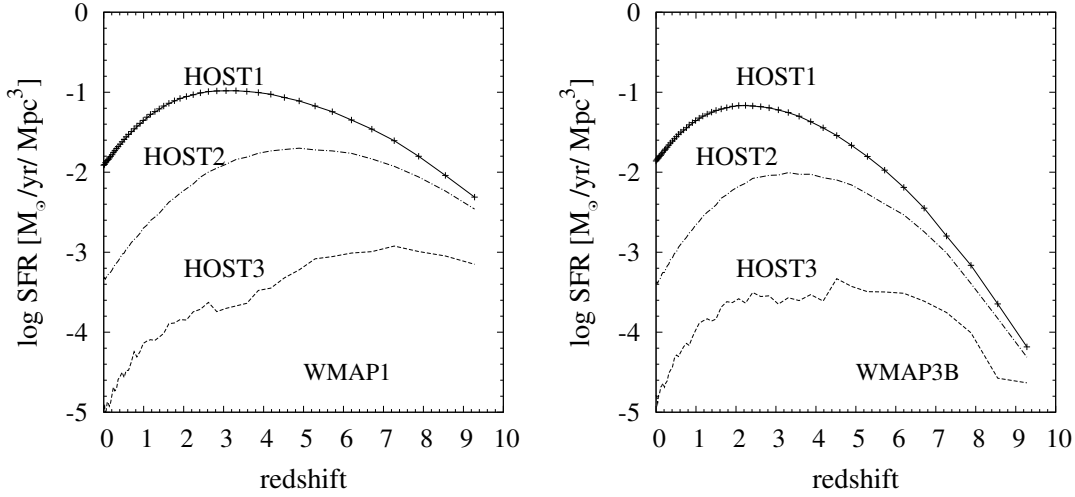 0
-1
-2
-3
-4
-5
log SFR [M☉/yr/ Mpc³]
HOST1
HOST2
HOST3
WMAP1
0 1 2 3 4 5 6 7 8 9 10
redshift
0
-1
-2
-3
-4
-5
log SFR [M☉/yr/ Mpc³]
HOST1
HOST2
HOST3
WMAP3B
0 1 2 3 4 5 6 7 8 9 10
redshift